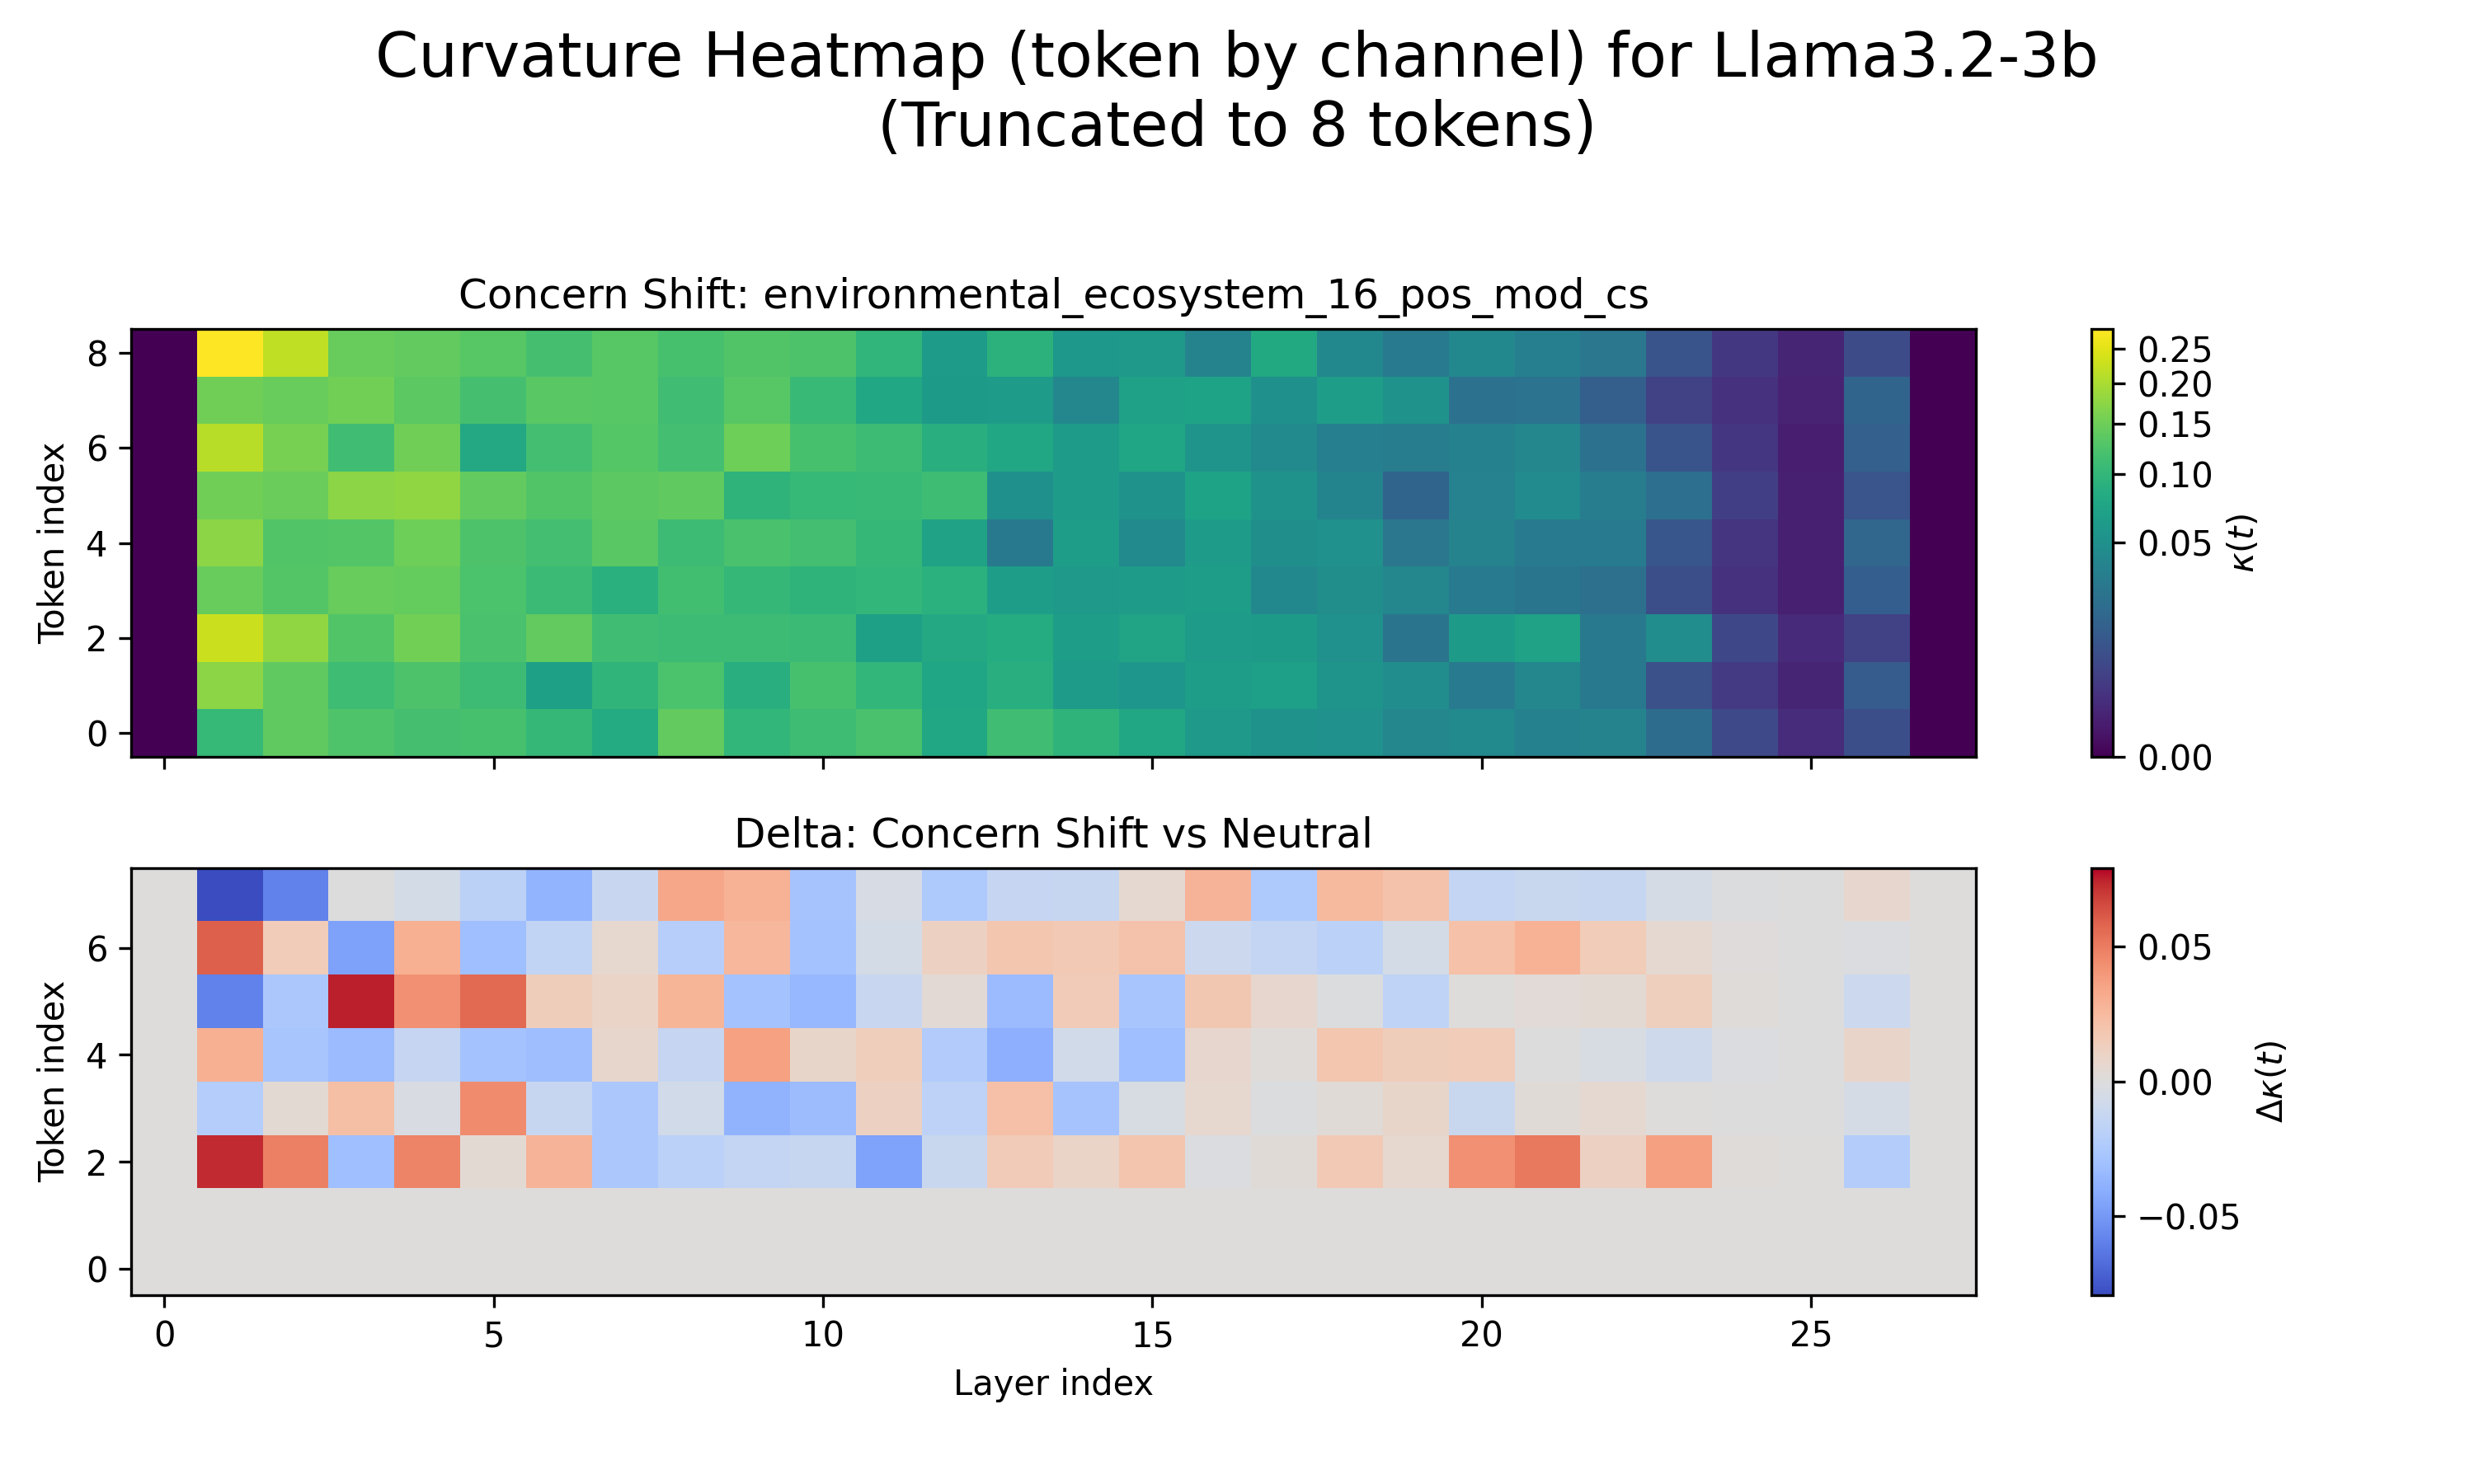 Curvature Heatmap (token by channel) for Llama3.2-3b
(Truncated to 8 tokens)
Concern Shift: environmental_ecosystem_16_pos_mod_cs
Token index
8
6
4
2
0
0.25
0.20
0.15
0.10
0.05
0.00
κ(t)
Delta: Concern Shift vs Neutral
Token index
6
4
2
0
0.05
0.00
−0.05
Δκ(t)
0 5 10 15 20 25
Layer index